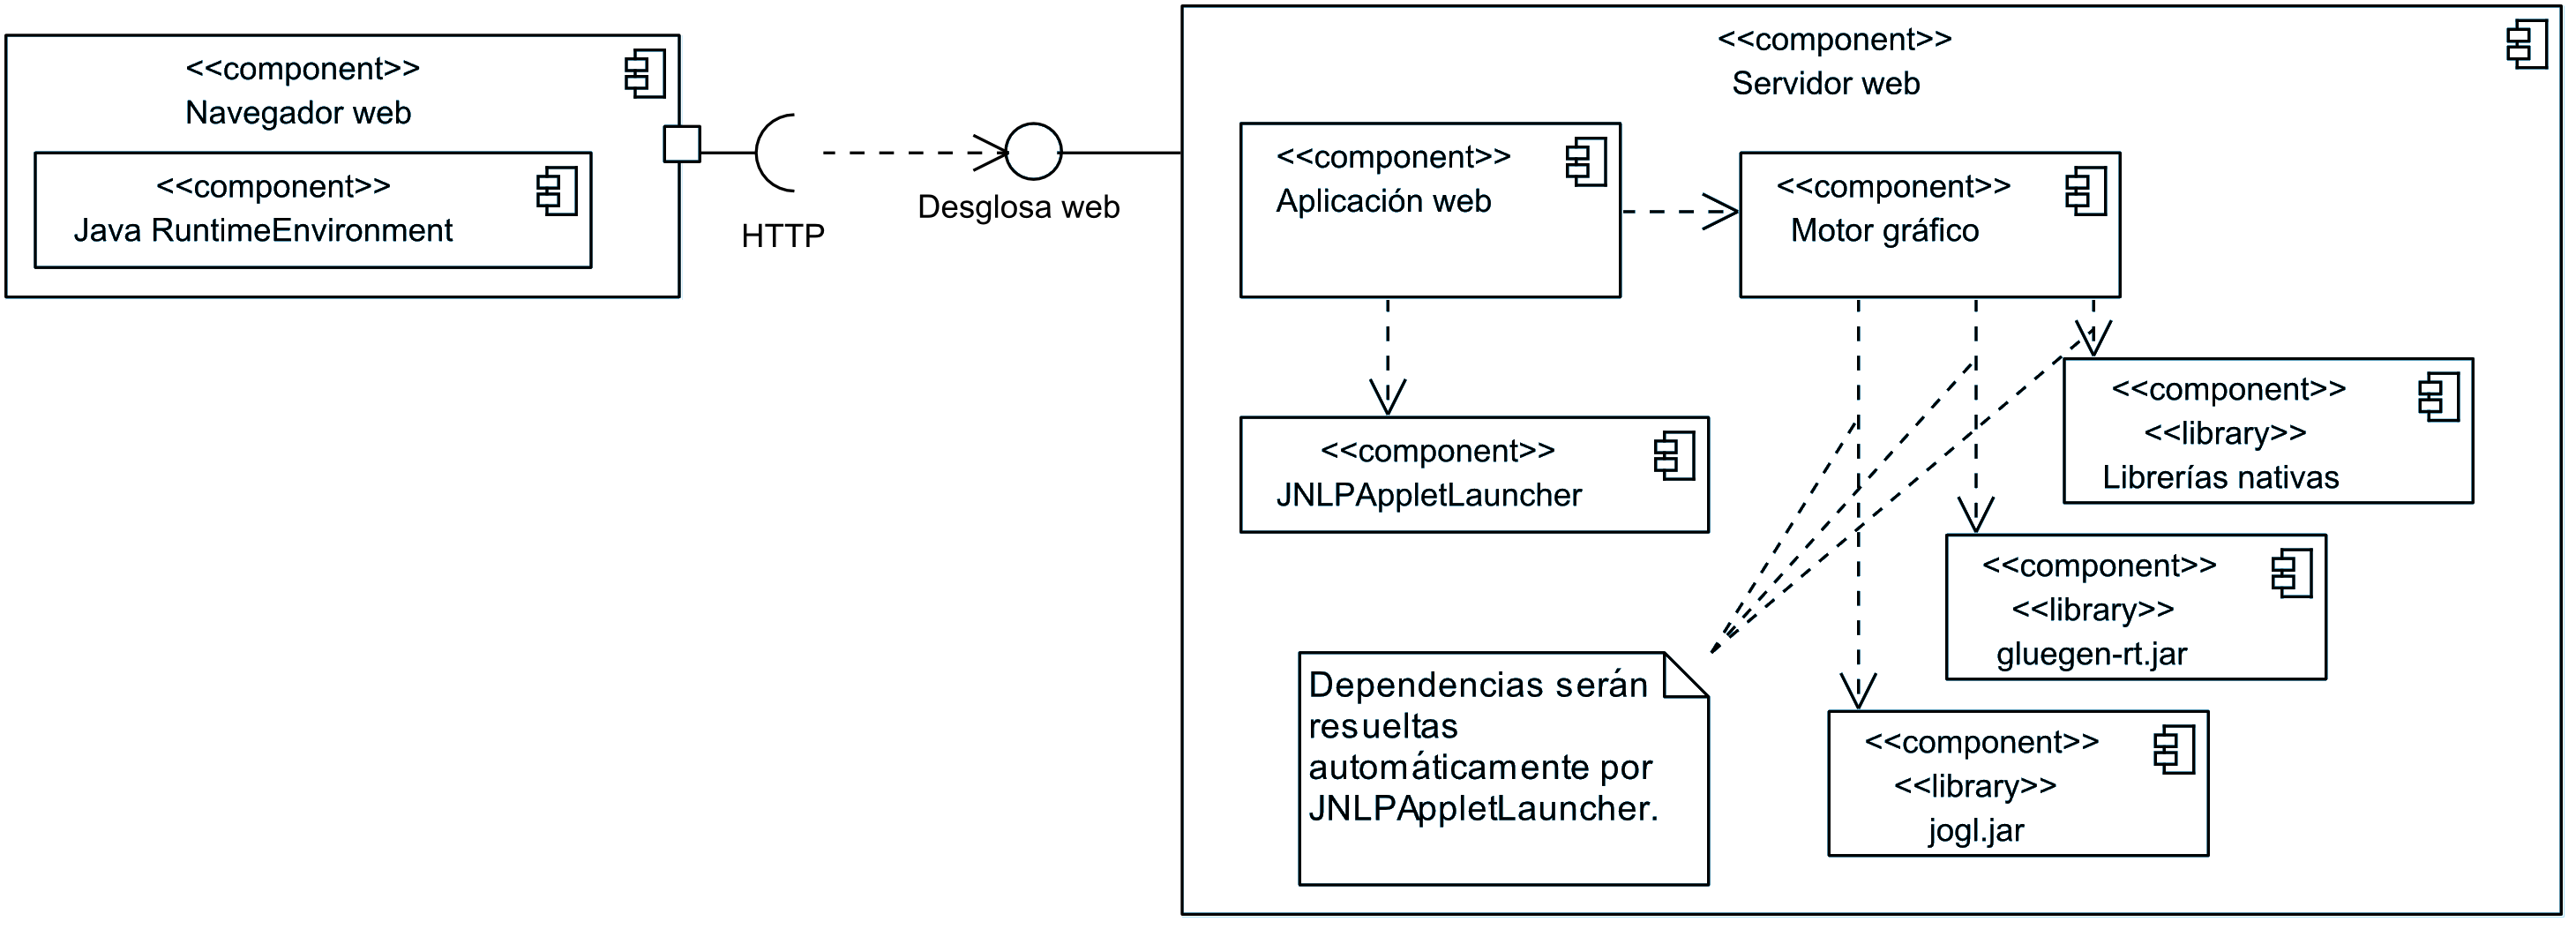 <<component>>
Navegador web
<<component>>
Java RuntimeEnvironment
HTTP
Desglosa web
<<component>>
Servidor web
<<component>>
Aplicación web
<<component>>
Motor gráfico
<<component>>
JNLPAppletLauncher
<<component>>
<<library>>
Librerías nativas
<<component>>
<<library>>
gluegen-rt.jar
<<component>>
<<library>>
jogl.jar
Dependencias serán
resueltas
automáticamente por
JNLPAppletLauncher.